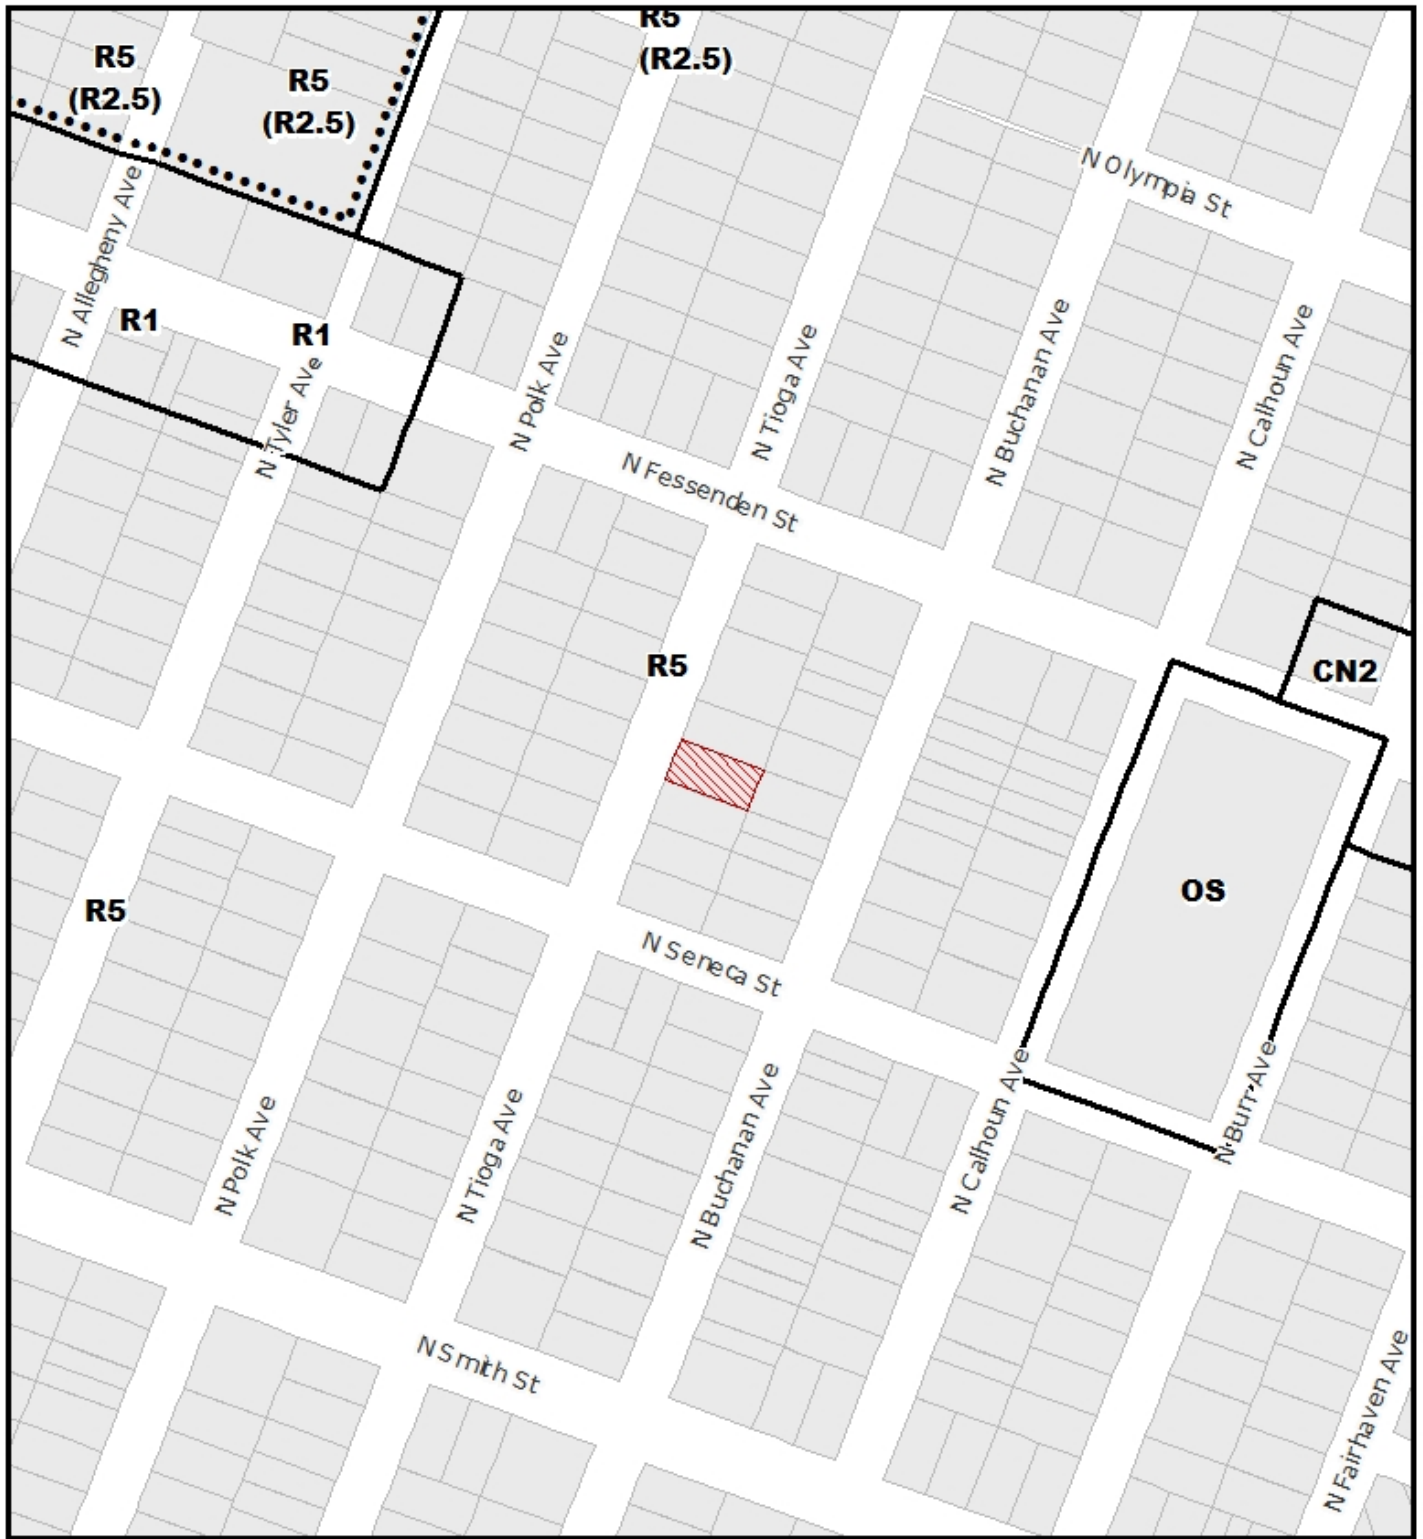 R5
(R2.5)
R5
(R2.5)
R5
(R2.5)
N Olympia St
N Allegheny Ave
R1
R1
N Tyler Ave
N Polk Ave
N Tioga Ave
N Buchanan Ave
N Calhoun Ave
N Fessenden St
R5
CN2
OS
R5
N Seneca St
N Polk Ave
N Tioga Ave
N Buchanan Ave
N Calhoun Ave
N Burr Ave
N Smith St
N Fairhaven Ave